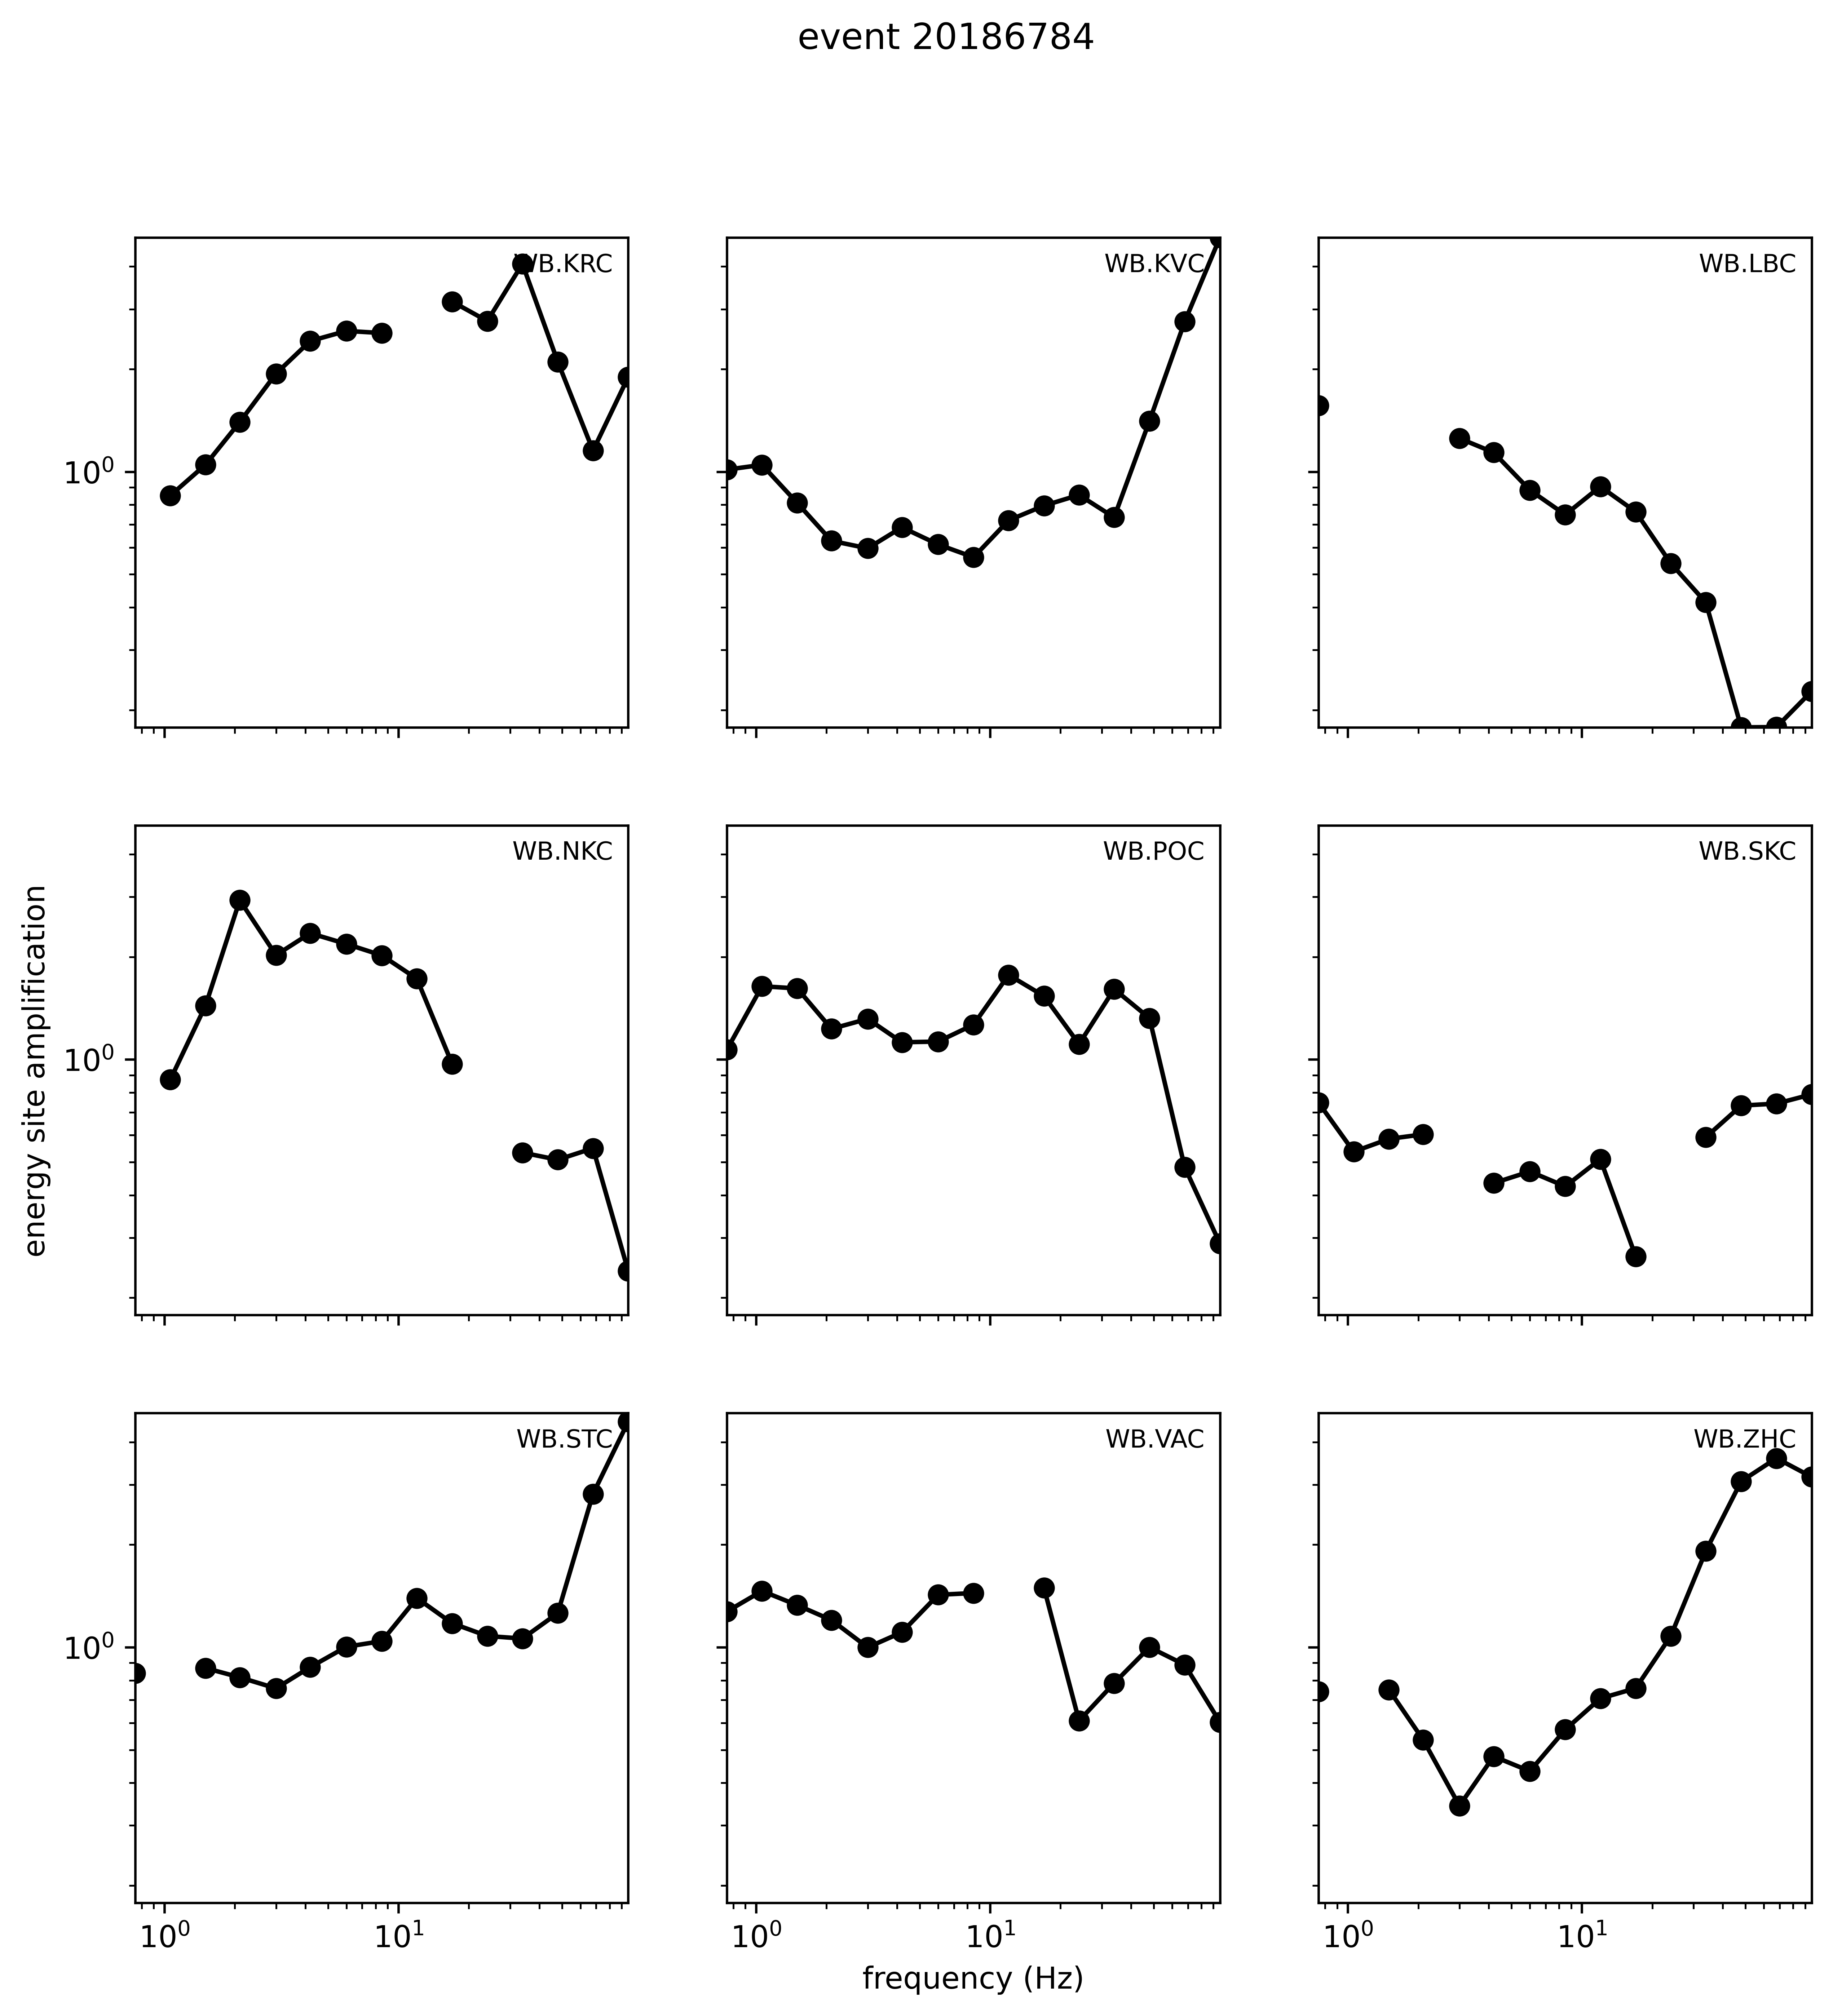 event 20186784
WB.KRC
WB.KVC
WB.LBC
10⁰
WB.NKC
WB.POC
WB.SKC
10⁰
energy site amplification
WB.STC
WB.VAC
WB.ZHC
10⁰
10⁰ 10¹
10⁰ 10¹
10⁰ 10¹
frequency (Hz)